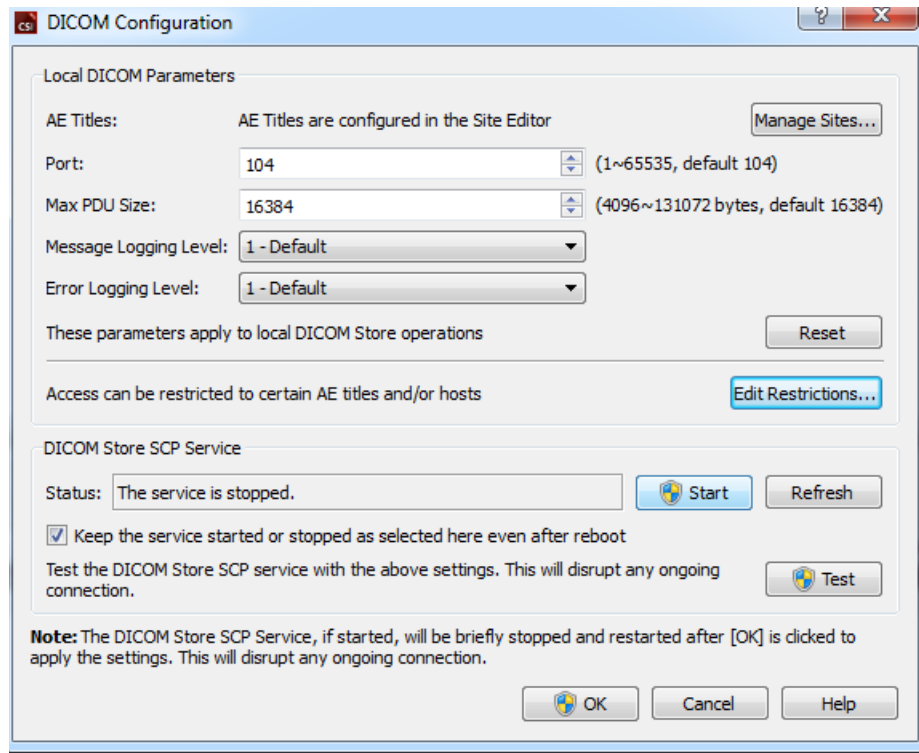 CSI DICOM Configuration
Local DICOM Parameters
AE Titles: AE Titles are configured in the Site Editor Manage Sites...
Port: 104 (1~65535, default 104)
Max PDU Size: 16384 (4096~131072 bytes, default 16384)
Message Logging Level: 1 - Default
Error Logging Level: 1 - Default
These parameters apply to local DICOM Store operations Reset
Access can be restricted to certain AE titles and/or hosts Edit Restrictions...
DICOM Store SCP Service
Status: The service is stopped. Start Refresh
Keep the service started or stopped as selected here even after reboot
Test the DICOM Store SCP service with the above settings. This will disrupt any ongoing
connection. Test
Note: The DICOM Store SCP Service, if started, will be briefly stopped and restarted after [OK] is clicked to
apply the settings. This will disrupt any ongoing connection.
OK Cancel Help